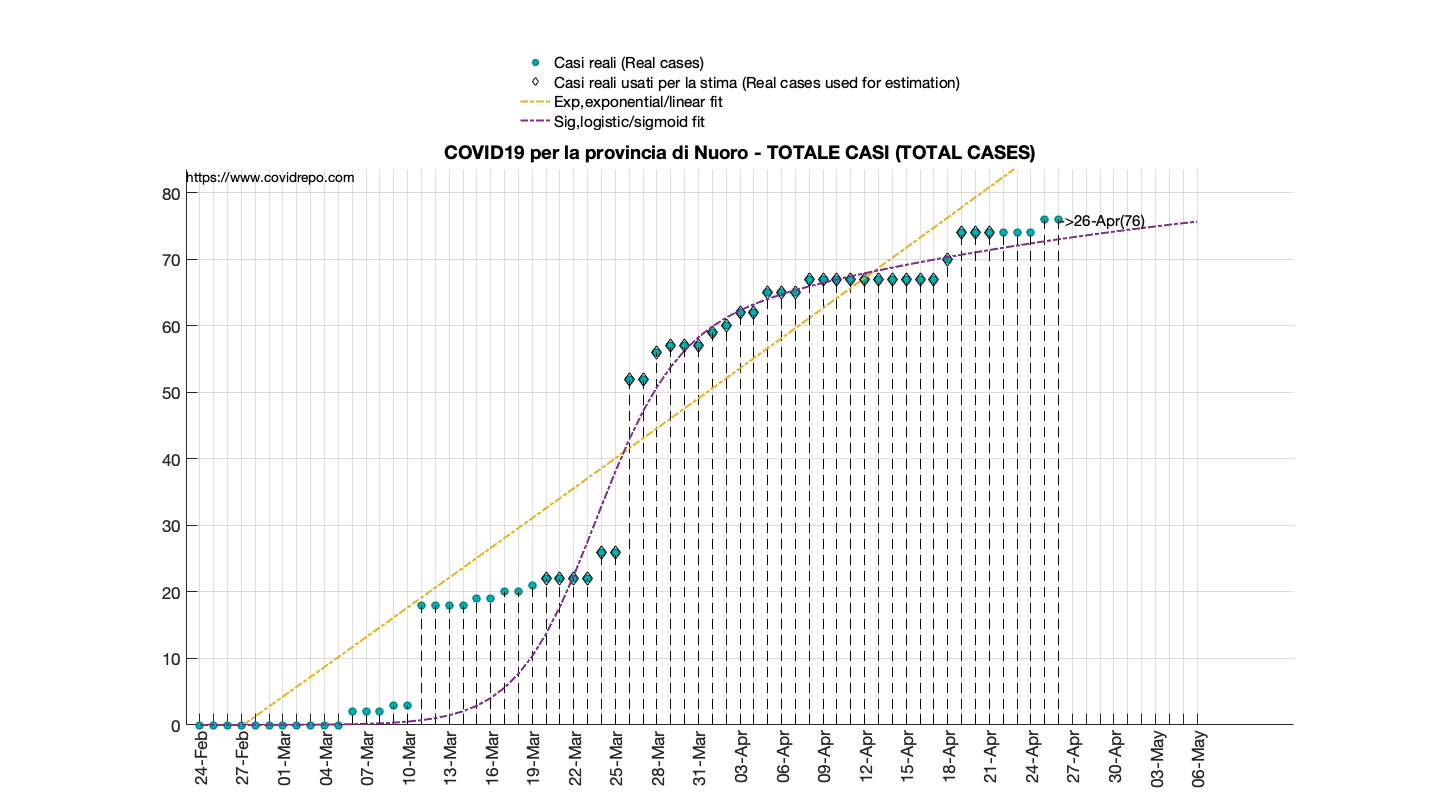 Casi reali (Real cases)
Casi reali usati per la stima (Real cases used for estimation)
Exp,exponential/linear fit
Sig,logistic/sigmoid fit
COVID19 per la provincia di Nuoro - TOTALE CASI (TOTAL CASES)
https://www.covidrepo.com
80
70
60
50
40
30
20
10
0
->26-Apr(76)
24-Feb
27-Feb
01-Mar
04-Mar
07-Mar
10-Mar
13-Mar
16-Mar
19-Mar
22-Mar
25-Mar
28-Mar
31-Mar
03-Apr
06-Apr
09-Apr
12-Apr
15-Apr
18-Apr
21-Apr
24-Apr
27-Apr
30-Apr
03-May
06-May